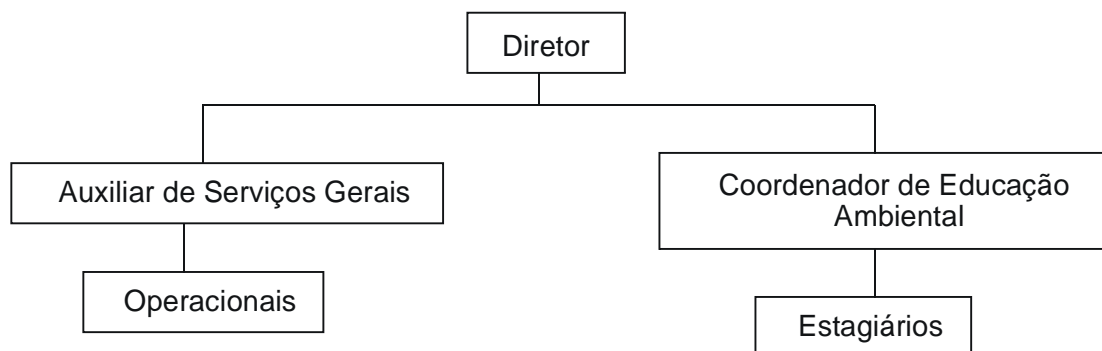 Diretor
Auxiliar de Serviços Gerais
Coordenador de Educação
Ambiental
Operacionais
Estagiários